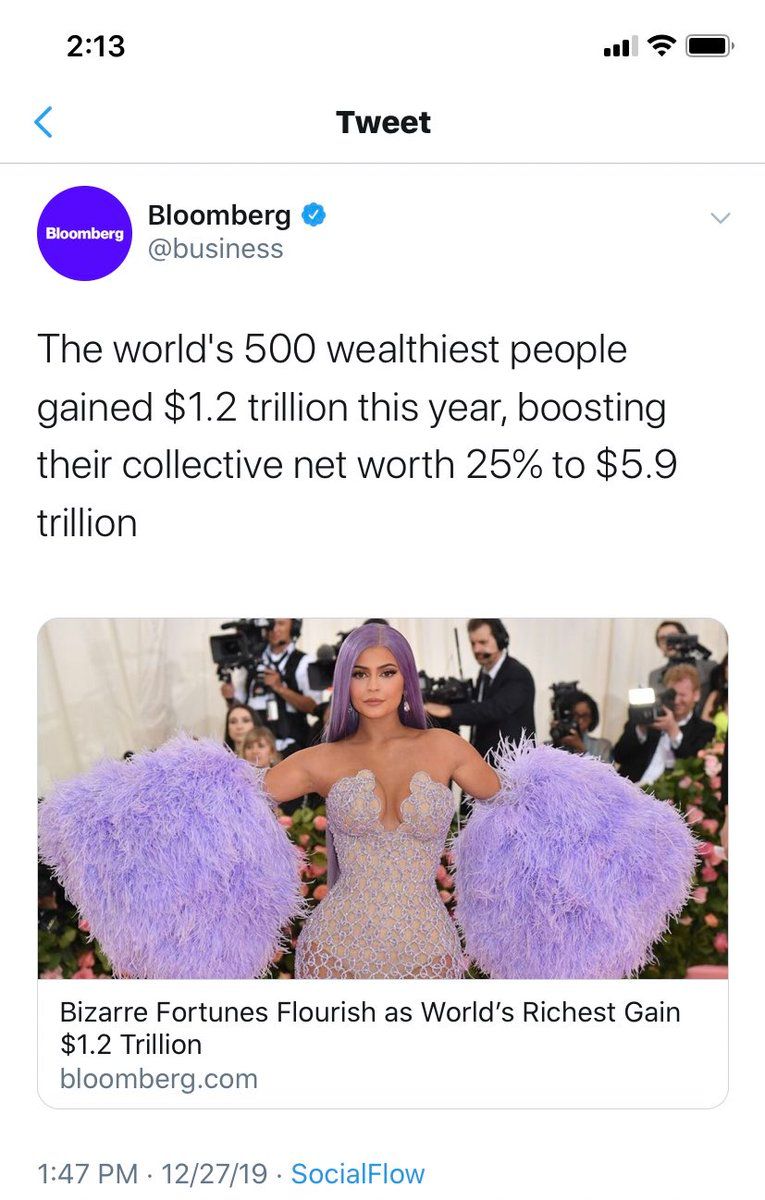 2:13
Tweet
Bloomberg
Bloomberg
@business
The world's 500 wealthiest people
gained $1.2 trillion this year, boosting
their collective net worth 25% to $5.9
trillion
Bizarre Fortunes Flourish as World’s Richest Gain
$1.2 Trillion
bloomberg.com
1:47 PM · 12/27/19 · SocialFlow